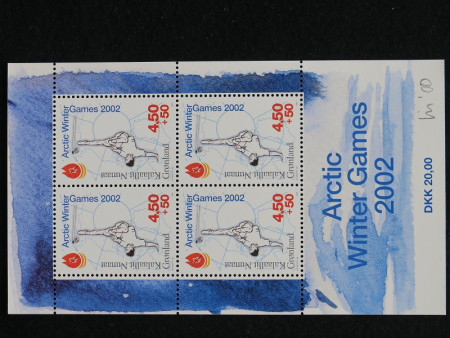 Arctic Winter Games 2002
4,50
+50
Kalaallit Nunaat
Grønland
Arctic Winter Games 2002
4,50
+50
Kalaallit Nunaat
Grønland
Arctic Winter Games 2002
4,50
+50
Kalaallit Nunaat
Grønland
Arctic Winter Games 2002
4,50
+50
Kalaallit Nunaat
Grønland
Arctic
Winter Games
2002
DKK 20,00